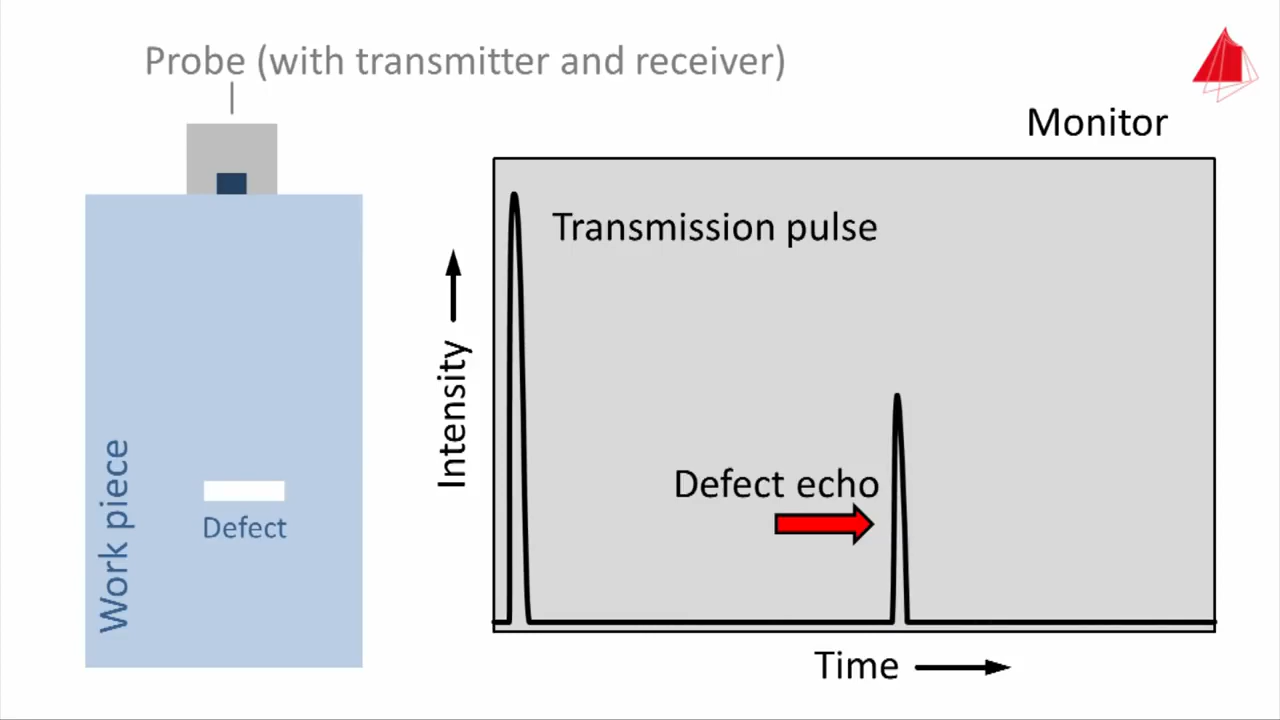 Probe (with transmitter and receiver)
Monitor
Transmission pulse
Intensity
Defect echo
Work piece
Defect
Time